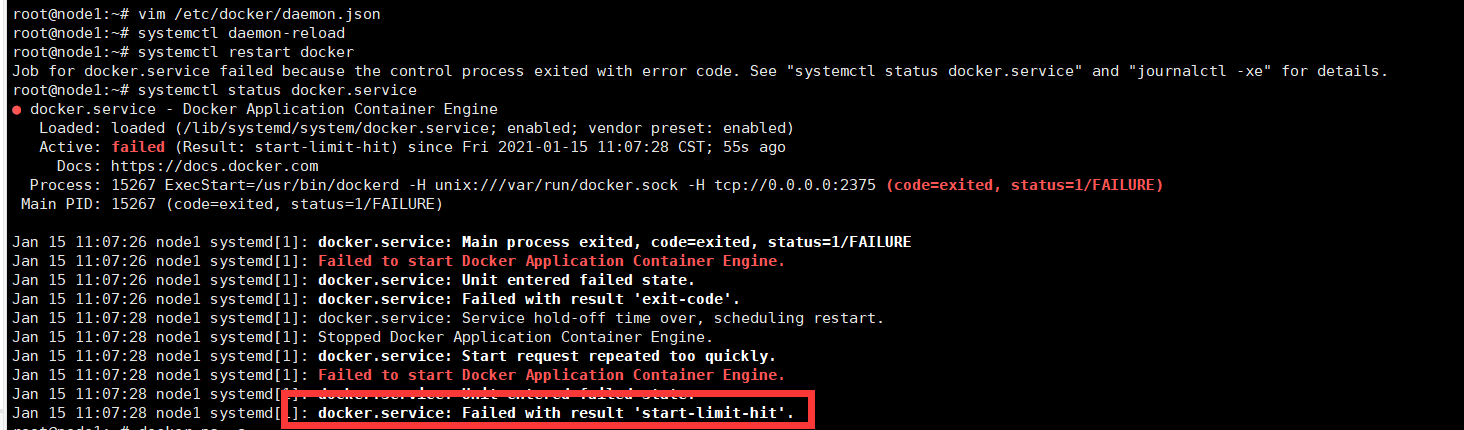 root@node1:~# vim /etc/docker/daemon.json
root@node1:~# systemctl daemon-reload
root@node1:~# systemctl restart docker
Job for docker.service failed because the control process exited with error code. See "systemctl status docker.service" and "journalctl -xe" for details.
root@node1:~# systemctl status docker.service
● docker.service - Docker Application Container Engine
   Loaded: loaded (/lib/systemd/system/docker.service; enabled; vendor preset: enabled)
   Active: failed (Result: start-limit-hit) since Fri 2021-01-15 11:07:28 CST; 55s ago
     Docs: https://docs.docker.com
  Process: 15267 ExecStart=/usr/bin/dockerd -H unix:///var/run/docker.sock -H tcp://0.0.0.0:2375 (code=exited, status=1/FAILURE)
 Main PID: 15267 (code=exited, status=1/FAILURE)

Jan 15 11:07:26 node1 systemd[1]: docker.service: Main process exited, code=exited, status=1/FAILURE
Jan 15 11:07:26 node1 systemd[1]: Failed to start Docker Application Container Engine.
Jan 15 11:07:26 node1 systemd[1]: docker.service: Unit entered failed state.
Jan 15 11:07:26 node1 systemd[1]: docker.service: Failed with result 'exit-code'.
Jan 15 11:07:28 node1 systemd[1]: docker.service: Service hold-off time over, scheduling restart.
Jan 15 11:07:28 node1 systemd[1]: Stopped Docker Application Container Engine.
Jan 15 11:07:28 node1 systemd[1]: docker.service: Start request repeated too quickly.
Jan 15 11:07:28 node1 systemd[1]: Failed to start Docker Application Container Engine.
Jan 15 11:07:28 node1 systemd[1]: docker.service: Unit entered failed state.
Jan 15 11:07:28 node1 systemd[1]: docker.service: Failed with result 'start-limit-hit'.
root@node1:~#